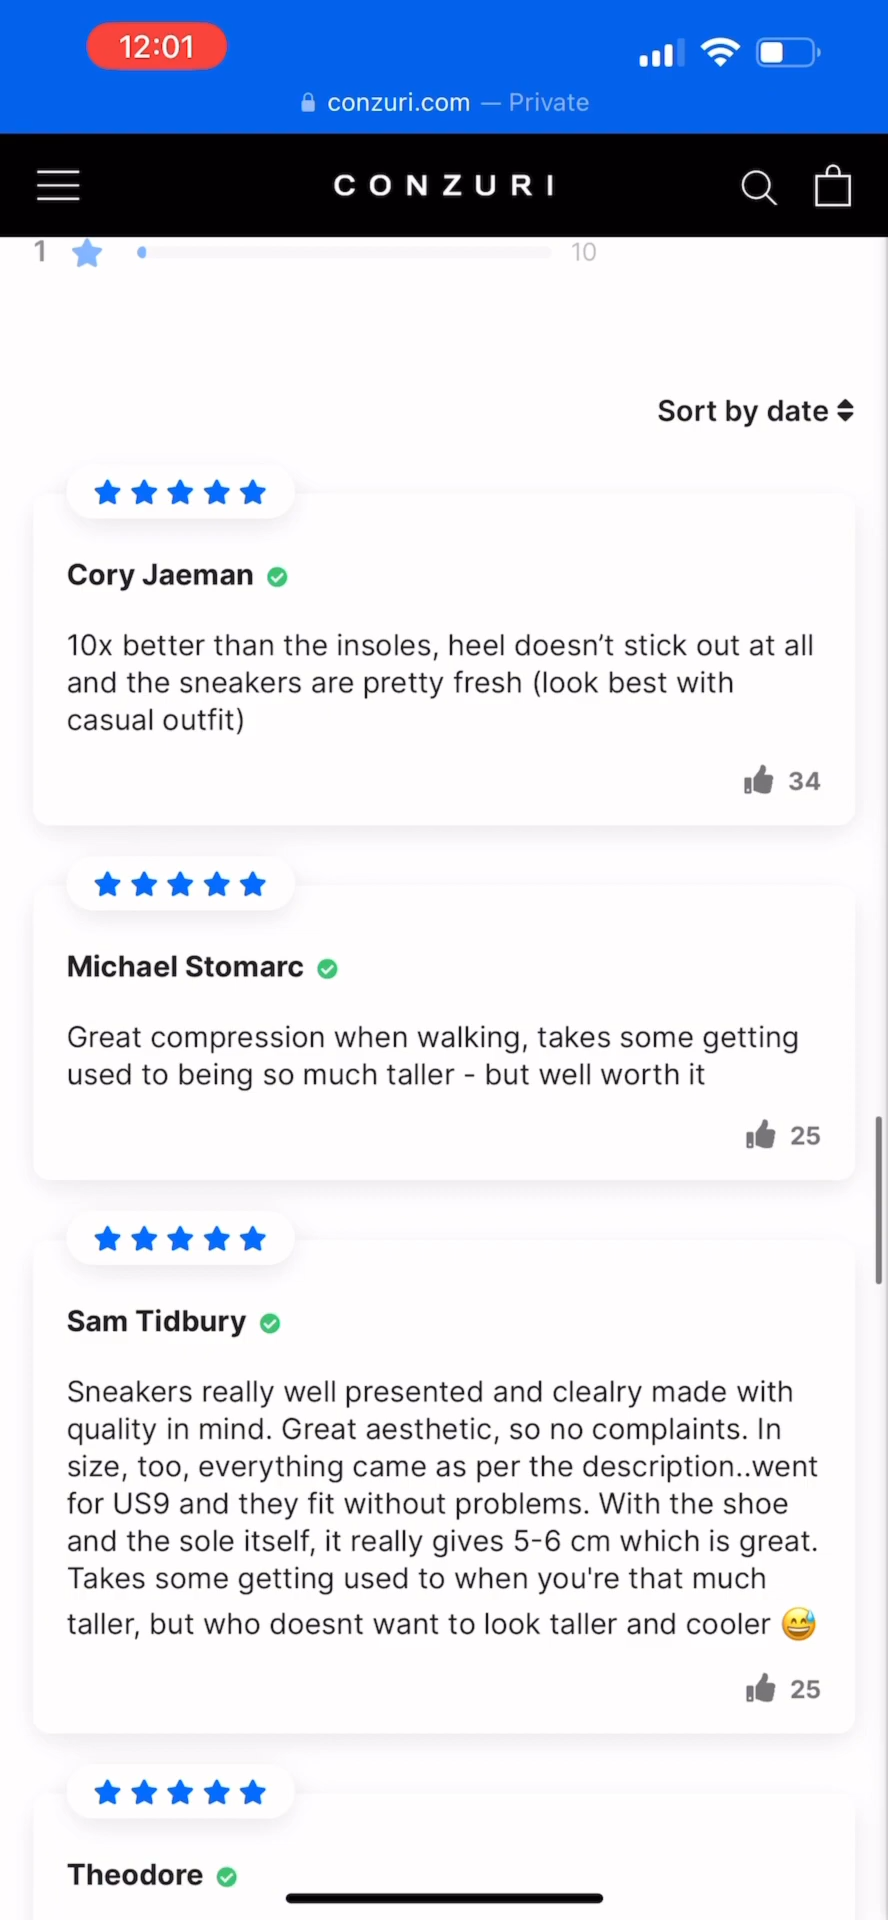 12:01
conzuri.com — Private
CONZURI
1 10
Sort by date
Cory Jaeman
10x better than the insoles, heel doesn’t stick out at all
and the sneakers are pretty fresh (look best with
casual outfit)
34
Michael Stomarc
Great compression when walking, takes some getting
used to being so much taller - but well worth it
25
Sam Tidbury
Sneakers really well presented and clealry made with
quality in mind. Great aesthetic, so no complaints. In
size, too, everything came as per the description..went
for US9 and they fit without problems. With the shoe
and the sole itself, it really gives 5-6 cm which is great.
Takes some getting used to when you're that much
taller, but who doesnt want to look taller and cooler 😅
25
Theodore